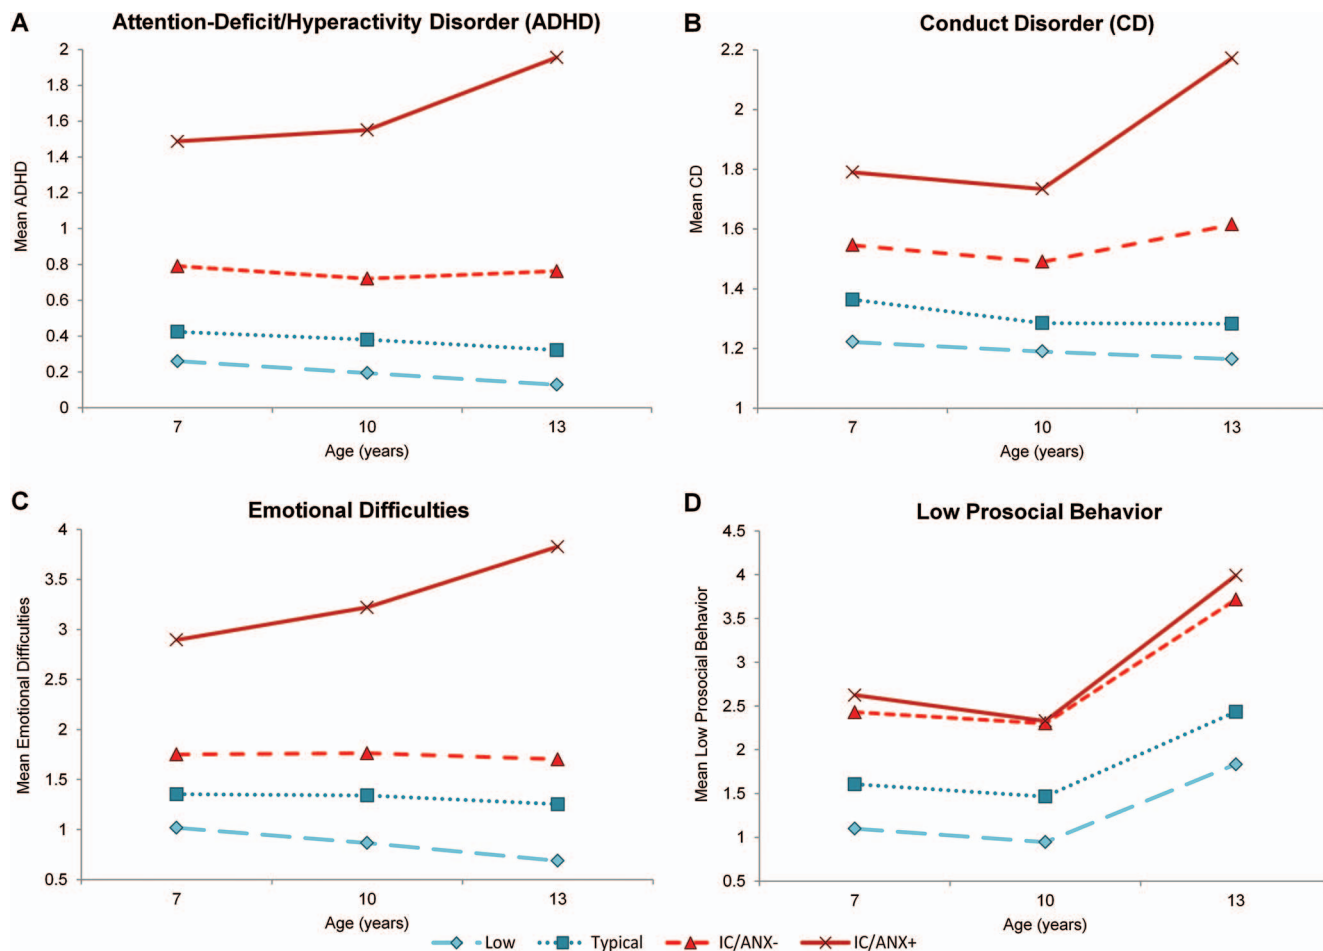 A
Attention-Deficit/Hyperactivity Disorder (ADHD)
2
1.8
1.6
1.4
1.2
1
0.8
0.6
0.4
0.2
0
Mean ADHD
7 10 13
Age (years)
B
Conduct Disorder (CD)
2.2
2
1.8
1.6
1.4
1.2
1
Mean CD
7 10 13
Age (years)
C
Emotional Difficulties
4
3.5
3
2.5
2
1.5
1
0.5
Mean Emotional Difficulties
7 10 13
Age (years)
D
Low Prosocial Behavior
4.5
4
3.5
3
2.5
2
1.5
1
0.5
Mean Low Prosocial Behavior
7 10 13
Age (years)
Low Typical IC/ANX- IC/ANX+